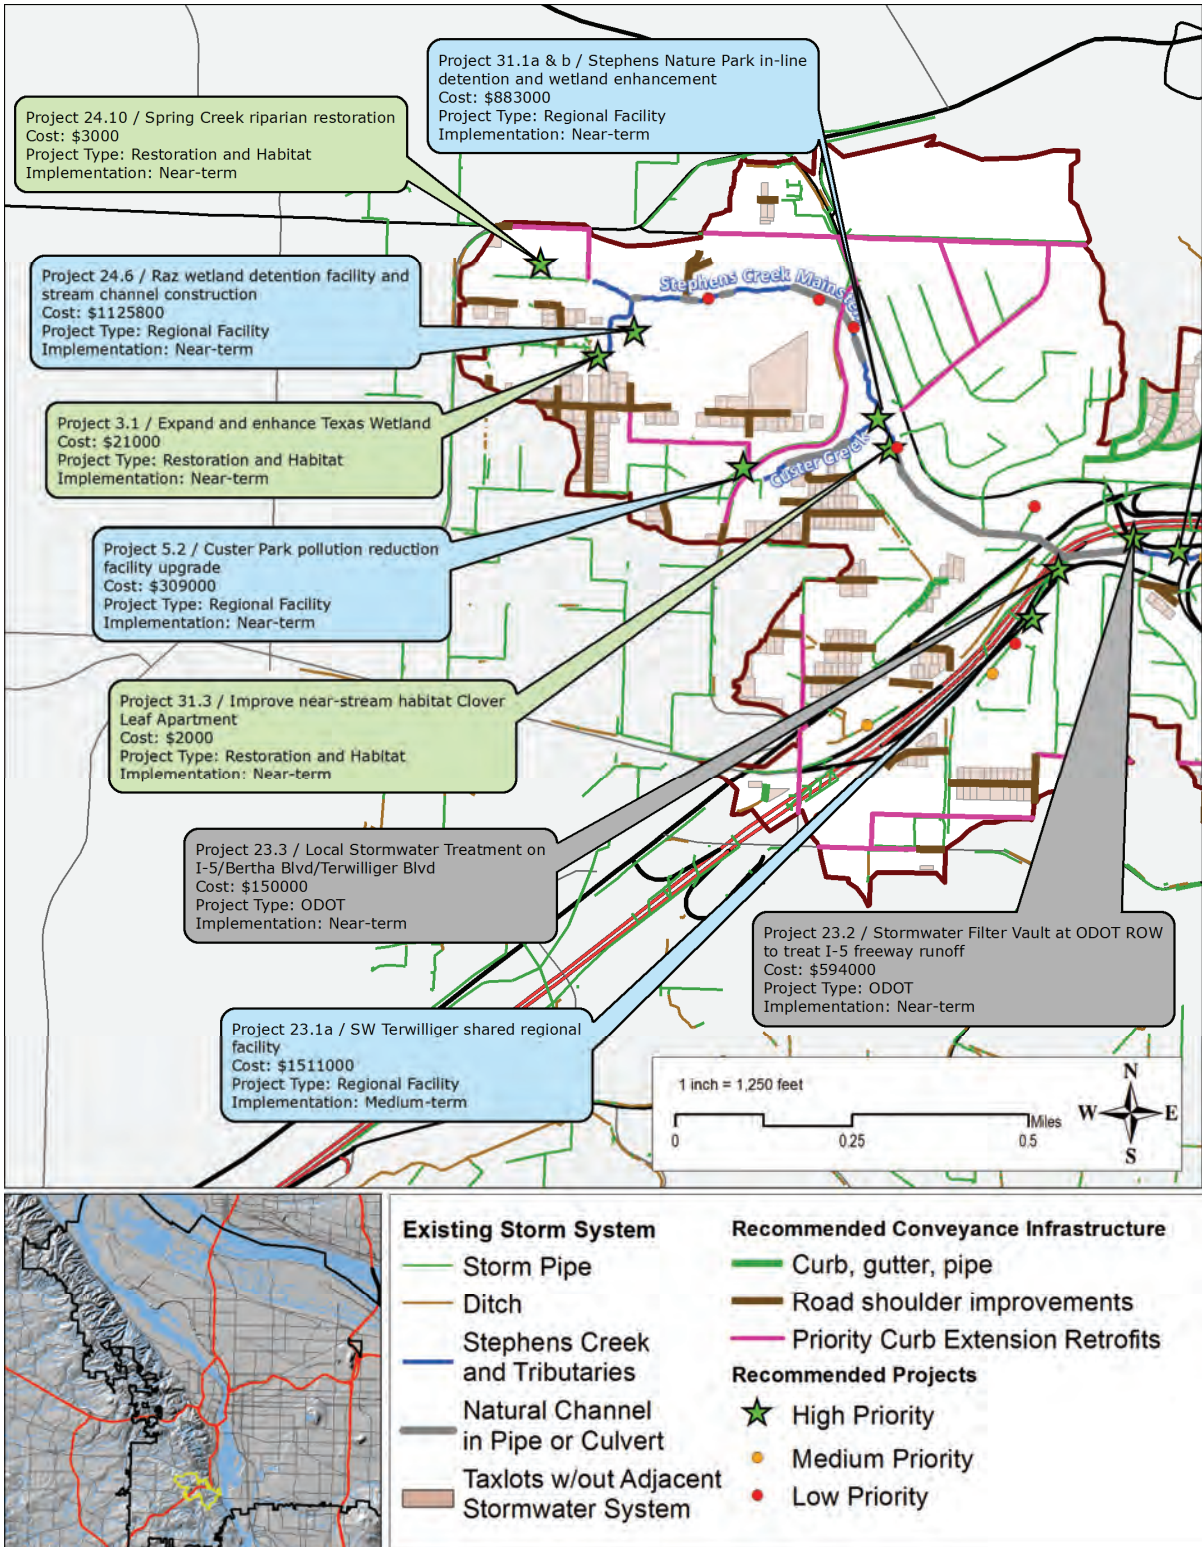 Project 31.1a & b / Stephens Nature Park in-line
detention and wetland enhancement
Cost: $883000
Project Type: Regional Facility
Implementation: Near-term
Project 24.10 / Spring Creek riparian restoration
Cost: $3000
Project Type: Restoration and Habitat
Implementation: Near-term
Project 24.6 / Raz wetland detention facility and
stream channel construction
Cost: $1125800
Project Type: Regional Facility
Implementation: Near-term
Stephens Creek Mainstem
Project 3.1 / Expand and enhance Texas Wetland
Cost: $21000
Project Type: Restoration and Habitat
Implementation: Near-term
Custer Creek
Project 5.2 / Custer Park pollution reduction
facility upgrade
Cost: $309000
Project Type: Regional Facility
Implementation: Near-term
Project 31.3 / Improve near-stream habitat Clover
Leaf Apartment
Cost: $2000
Project Type: Restoration and Habitat
Implementation: Near-term
Project 23.3 / Local Stormwater Treatment on
I-5/Bertha Blvd/Terwilliger Blvd
Cost: $150000
Project Type: ODOT
Implementation: Near-term
Project 23.2 / Stormwater Filter Vault at ODOT ROW
to treat I-5 freeway runoff
Cost: $594000
Project Type: ODOT
Implementation: Near-term
Project 23.1a / SW Terwilliger shared regional
facility
Cost: $1511000
Project Type: Regional Facility
Implementation: Medium-term
1 inch = 1,250 feet
Miles
0 0.25 0.5
N
W E
S
Existing Storm System
Storm Pipe
Ditch
Stephens Creek
and Tributaries
Natural Channel
in Pipe or Culvert
Taxlots w/out Adjacent
Stormwater System
Recommended Conveyance Infrastructure
Curb, gutter, pipe
Road shoulder improvements
Priority Curb Extension Retrofits
Recommended Projects
High Priority
Medium Priority
Low Priority